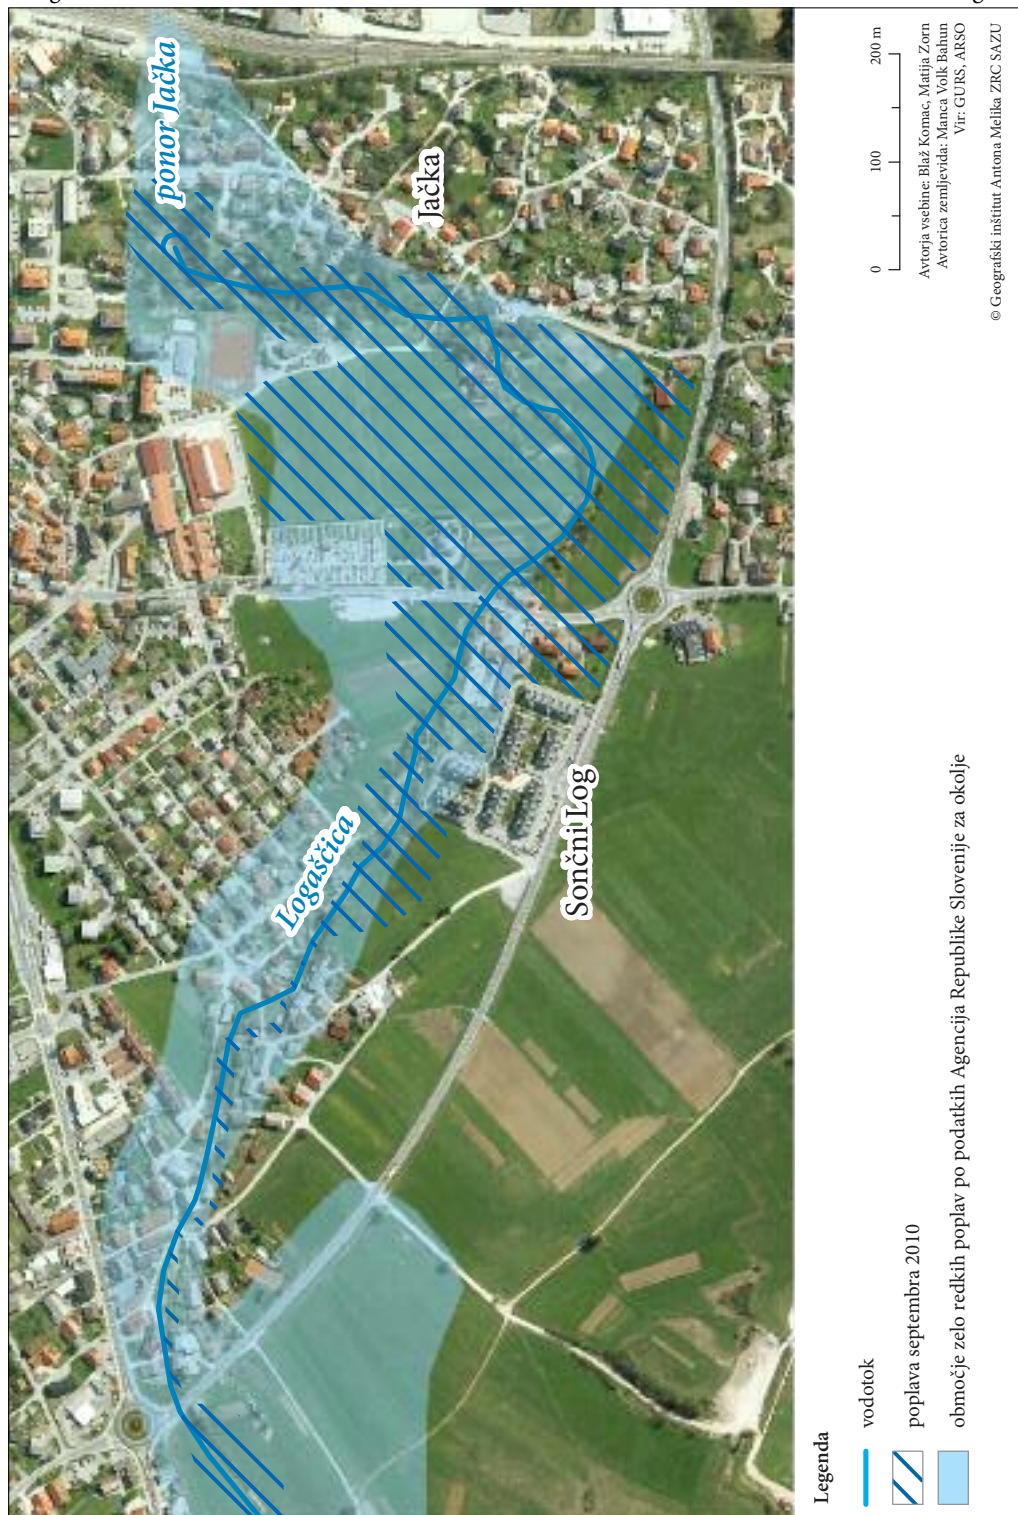 ponor Jačka
Jačka
Logaščica
Sončni Log
Legenda
vodotok
poplava septembra 2010
območje zelo redkih poplav po podatkih Agencija Republike Slovenije za okolje
0 100 200 m
Avtorja vsebine: Blaž Komac, Matija Zorn
Avtorica zemljevida: Manca Volk Bahun
Vir: GURS, ARSO
© Geografski inštitut Antona Melika ZRC SAZU